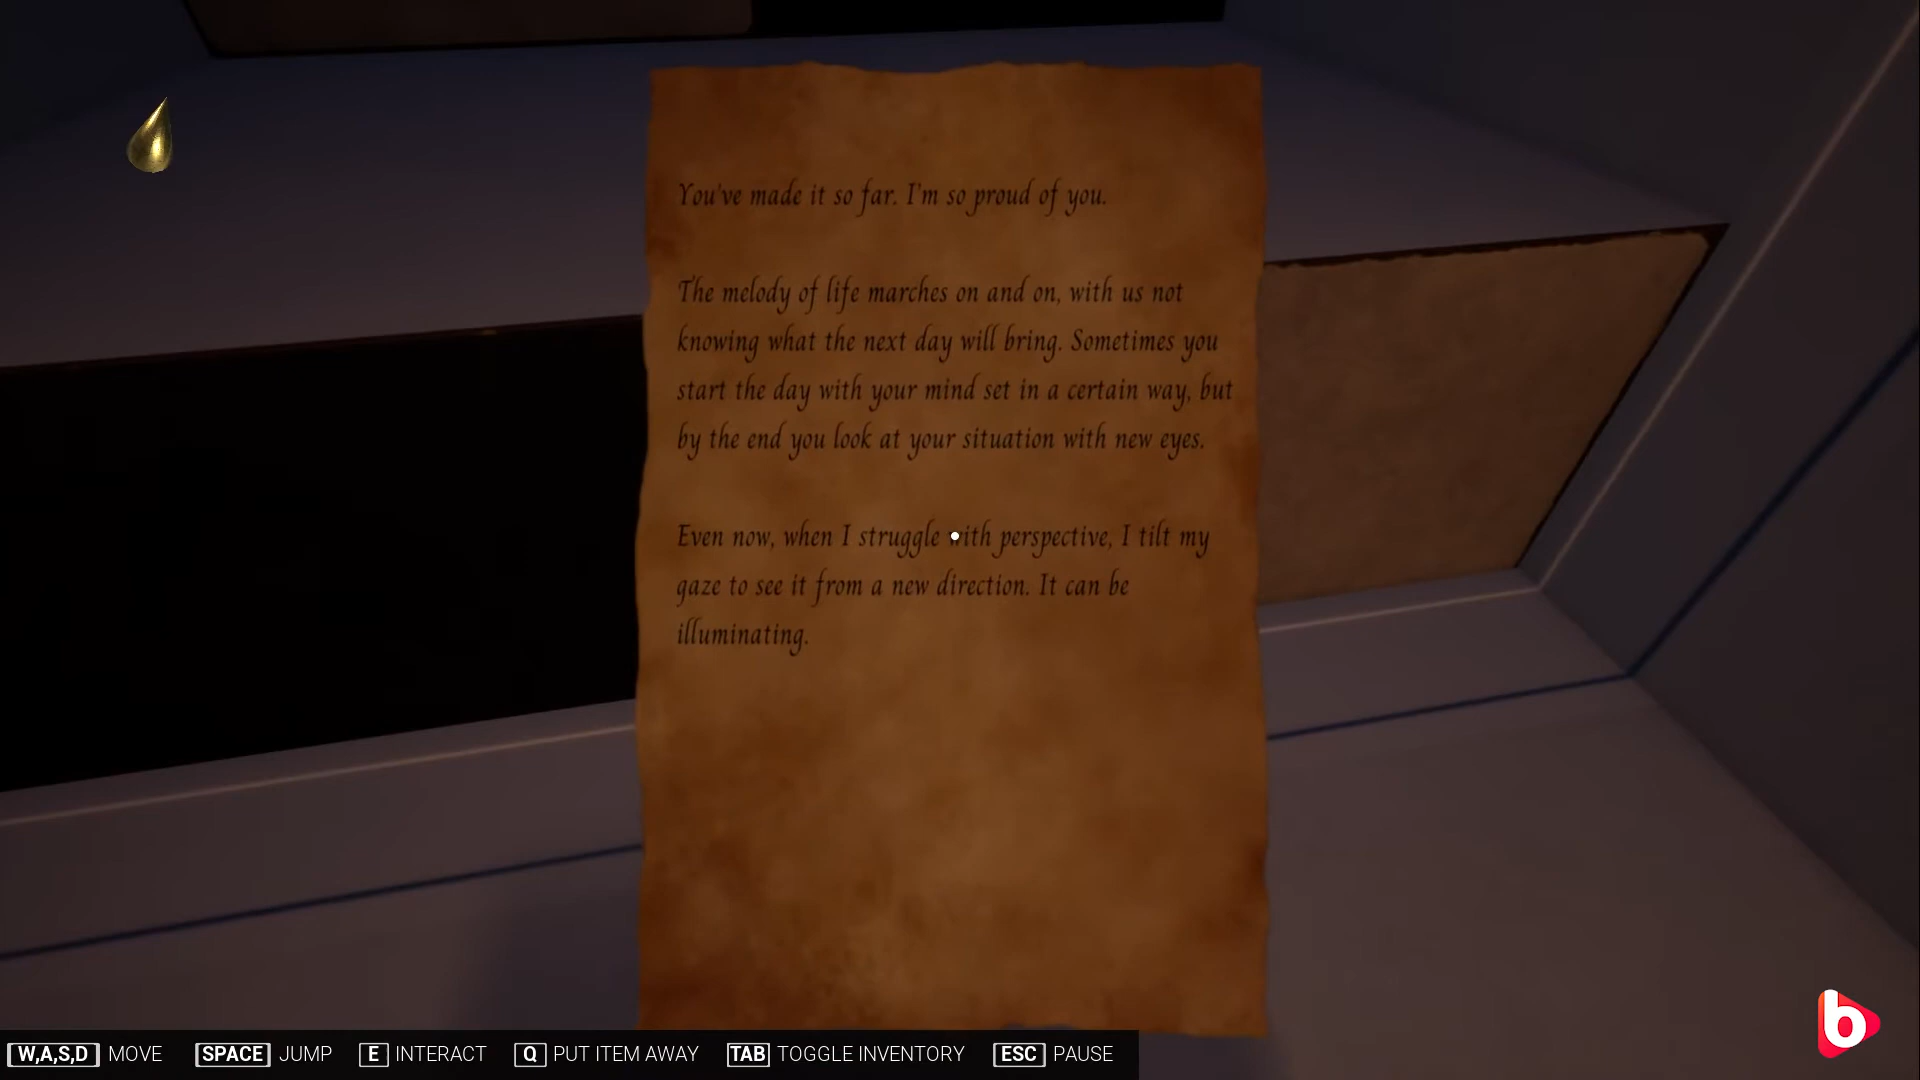 You've made it so far. I'm so proud of you.
The melody of life marches on and on, with us not
knowing what the next day will bring. Sometimes you
start the day with your mind set in a certain way, but
by the end you look at your situation with new eyes.
Even now, when I struggle with perspective, I tilt my
gaze to see it from a new direction. It can be
illuminating.
W,A,S,D MOVE SPACE JUMP E INTERACT Q PUT ITEM AWAY TAB TOGGLE INVENTORY ESC PAUSE
b